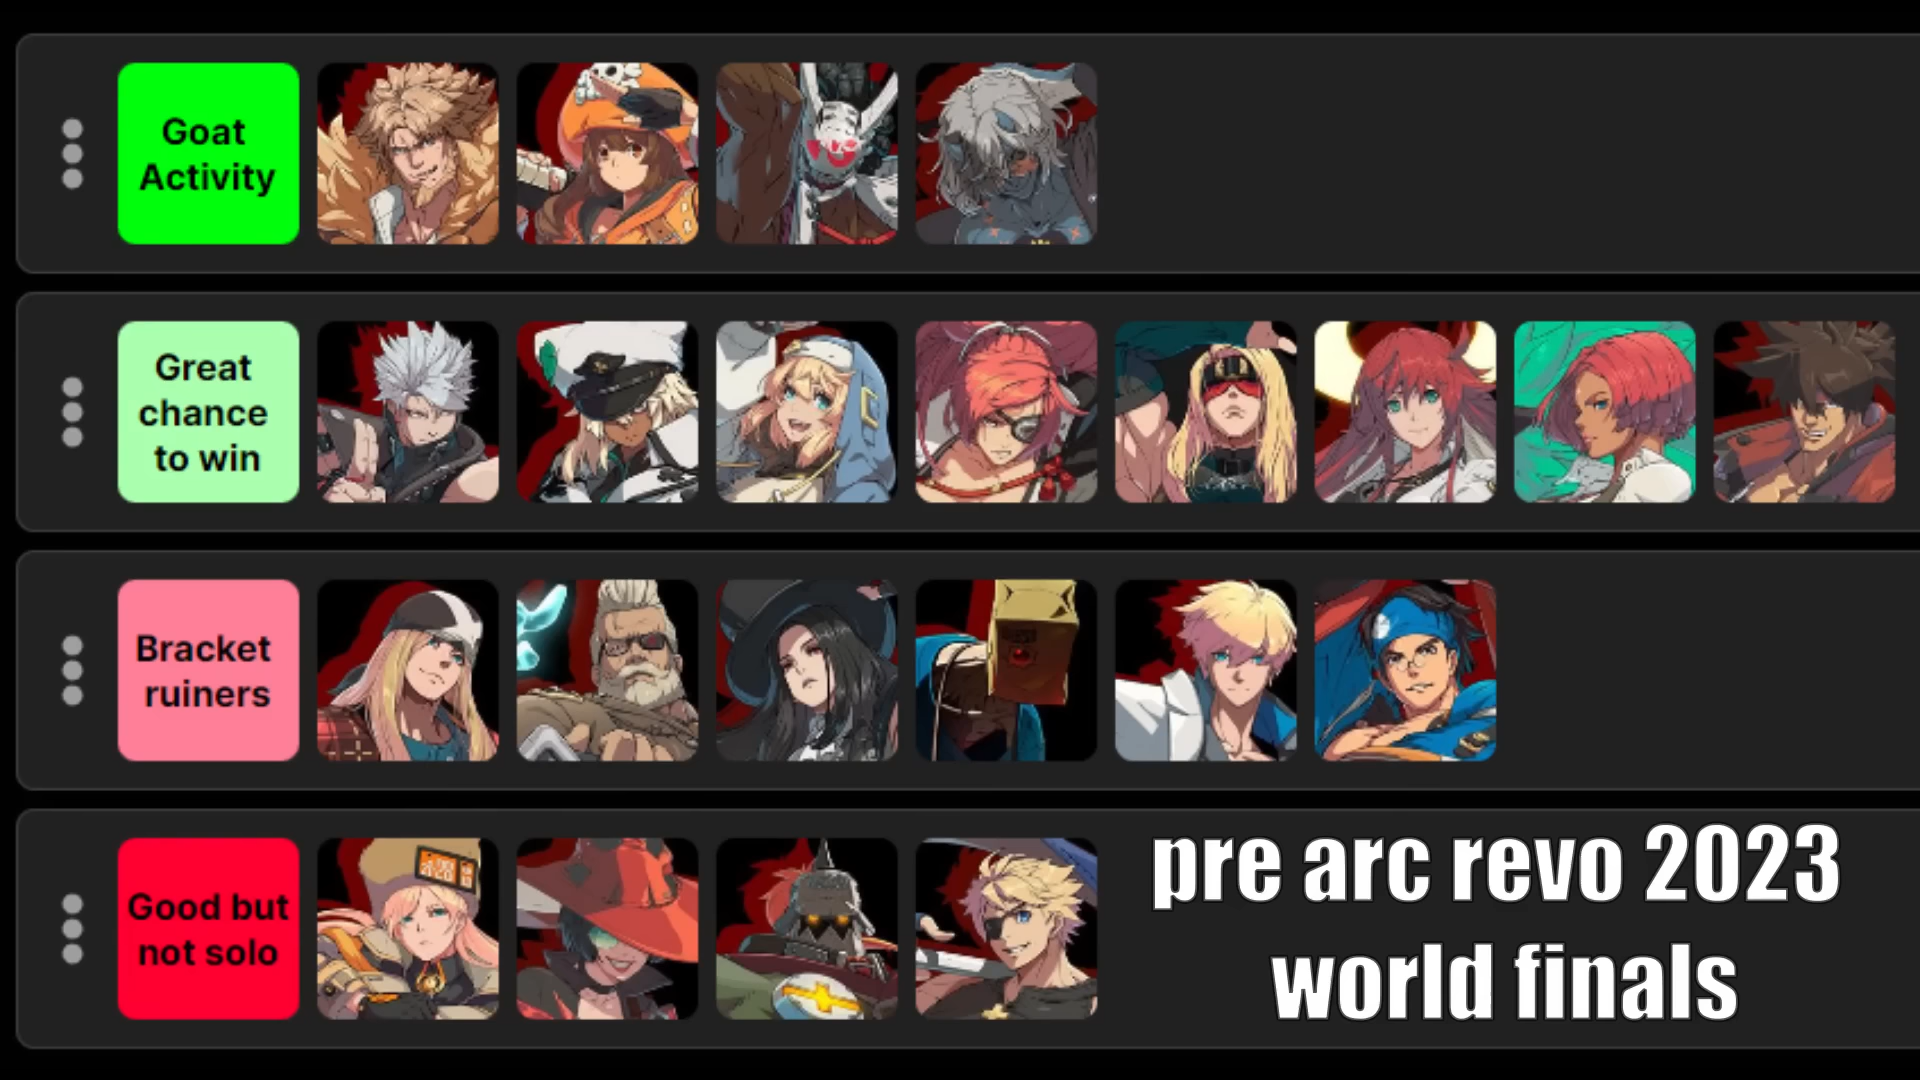 Goat
Activity
Great
chance
to win
Bracket
ruiners
Good but
not solo
pre arc revo 2023
world finals